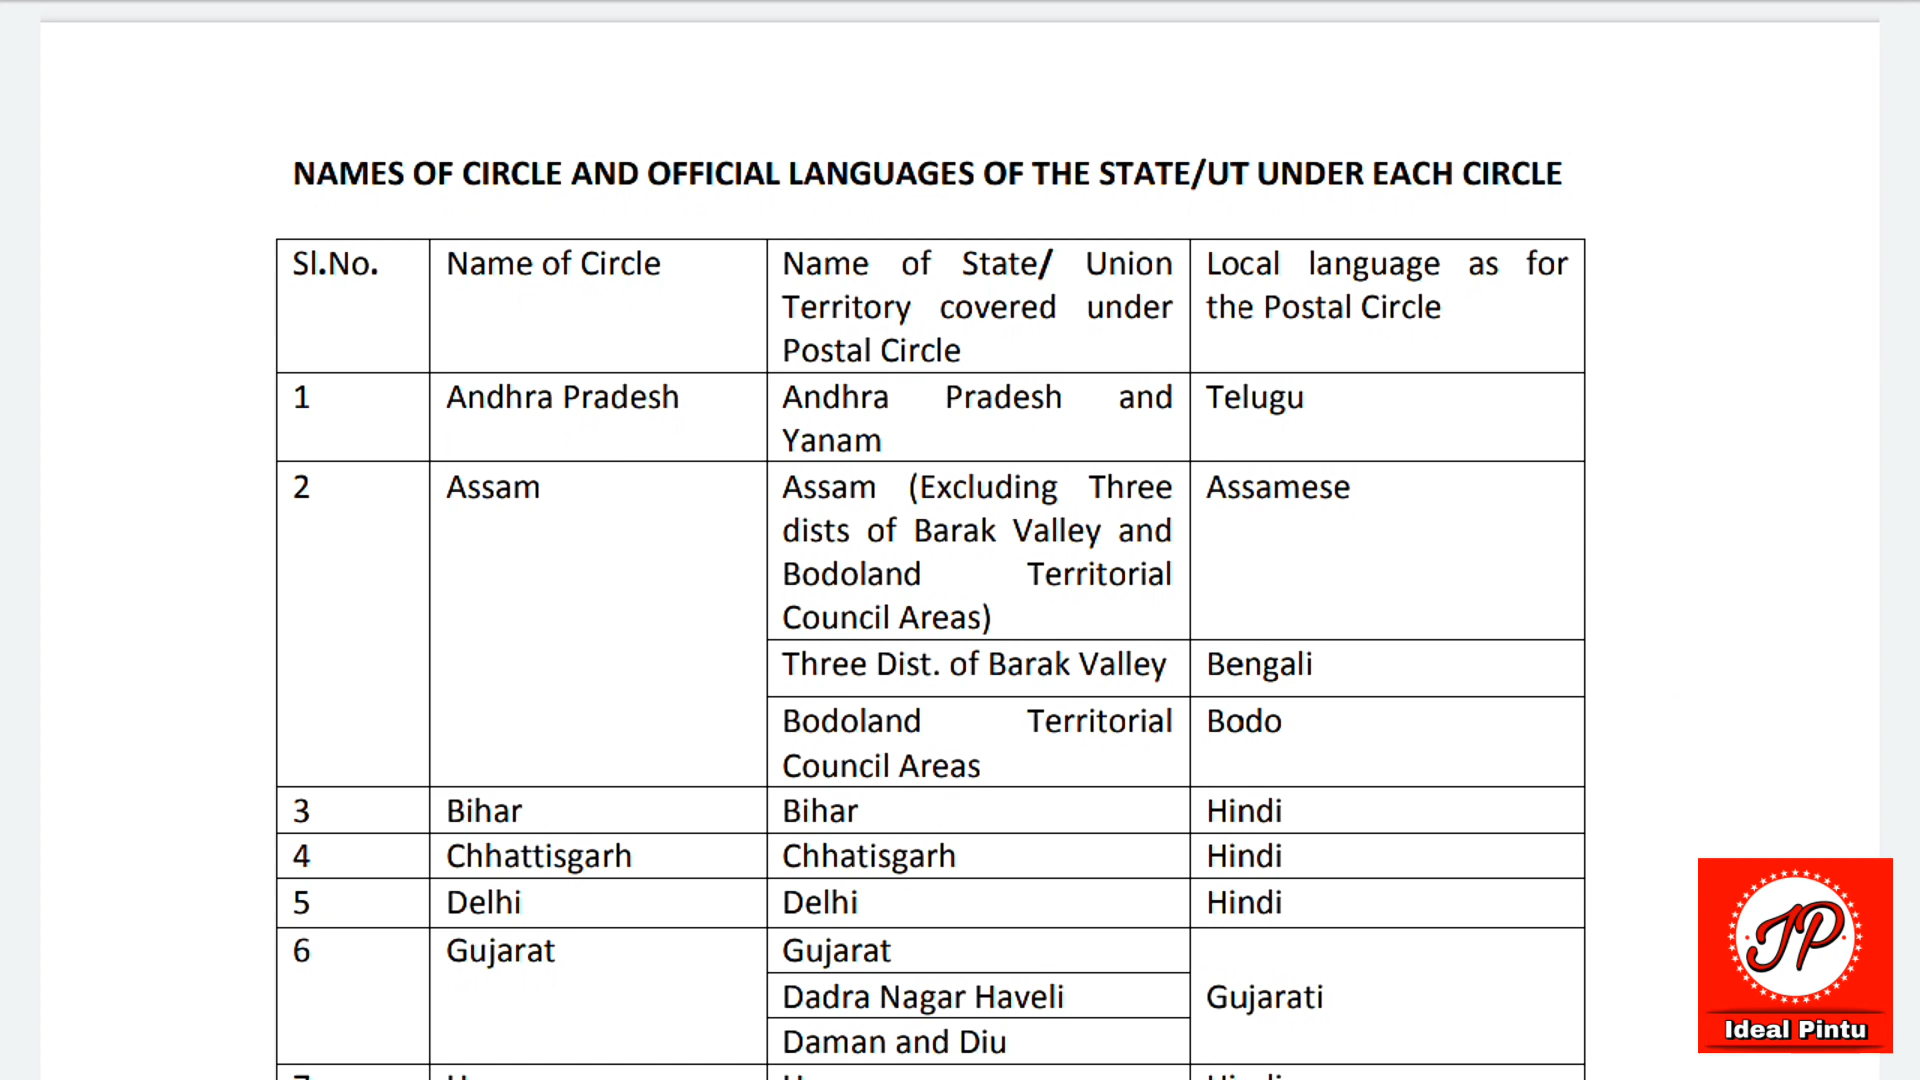 NAMES OF CIRCLE AND OFFICIAL LANGUAGES OF THE STATE/UT UNDER EACH CIRCLE
Sl.No.
Name of Circle
Name of State/ Union
Territory covered under
Postal Circle
Local language as for
the Postal Circle
1
Andhra Pradesh
Andhra Pradesh and
Yanam
Telugu
2
Assam
Assam (Excluding Three
dists of Barak Valley and
Bodoland Territorial
Council Areas)
Assamese
Three Dist. of Barak Valley
Bengali
Bodoland Territorial
Council Areas
Bodo
3
Bihar
Bihar
Hindi
4
Chhattisgarh
Chhatisgarh
Hindi
5
Delhi
Delhi
Hindi
6
Gujarat
Gujarat
Dadra Nagar Haveli
Daman and Diu
Gujarati
JP
Ideal Pintu